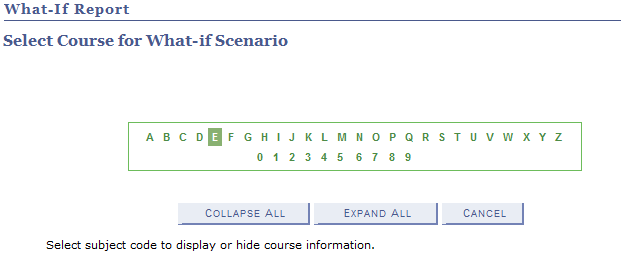 What-If Report
Select Course for What-if Scenario
A B C D E F G H I J K L M N O P Q R S T U V W X Y Z
0 1 2 3 4 5 6 7 8 9
COLLAPSE ALL EXPAND ALL CANCEL
Select subject code to display or hide course information.